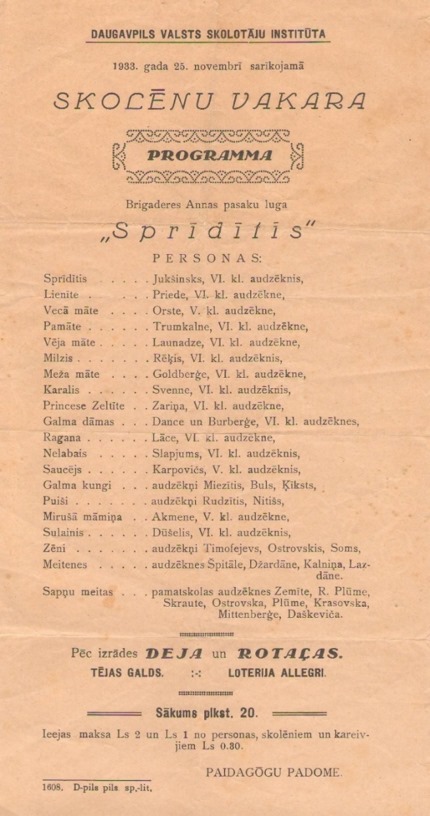 DAUGAVPILS VALSTS SKOLOTĀJU INSTITŪTA
1933. gada 25. novembrī sarīkojamā
SKOLĒNU VAKARA
PROGRAMMA
Brigaderes Annas pasaku luga
„Sprīdītis"
PERSONAS:
Sprīdītis . . . . . Jukšinsks, VI. kl. audzēknis,
Lienīte . . . . . Priede, VI. kl. audzēkne,
Vecā māte . . . . Orste, V. kl. audzēkne,
Pamāte . . . . . Trumkalne, VI. kl. audzēkne,
Vēja māte . . . . Launadze, VI. kl. audzēkne,
Milzis . . . . . . Rēķis, VI. kl. audzēknis,
Meža māte . . . . Goldberģe, VI. kl. audzēkne,
Karalis . . . . . Svenne, VI. kl. audzēknis,
Princese Zeltīte . . Zariņa, VI. kl. audzēkne,
Galma dāmas . . . Dance un Burberģe, VI. kl. audzēknes,
Ragana . . . . . . Lāce, VI. kl. audzēkne,
Nelabais . . . . . Slapjums, VI. kl. audzēknis,
Saucējs . . . . . Karpovičs, V. kl. audzēknis,
Galma kungi . . . audzēkņi Miezītis, Buls, Ķiksts,
Puiši . . . . . . . audzēkņi Rudzītis, Nitišs,
Mirušā māmiņa . . Akmene, V. kl. audzēkne,
Sulainis . . . . . Dūšelis, VI. kl. audzēknis,
Zēni . . . . . . audzēkņi Timofejevs, Ostrovskis, Soms,
Meitenes . . . . . audzēknes Špitāle, Džardāne, Kalniņa, Laz-
dāne.
Sapņu meitas . . . pamatskolas audzēknes Zemīte, R. Plūme,
Skraute, Ostrovska, Plūme, Krasovska,
Mittenberģe, Daškeviča.
Pēc izrādes DEJA un ROTAĻAS.
TĒJAS GALDS. :-: LOTERIJA ALLEGRI.
Sākums plkst. 20.
Ieejas maksa Ls 2 un Ls 1 no personas, skolēniem un kareiv-
jiem Ls 0.30.
PAIDAGOGU PADOME.
1608. D-pils pils sp.-lit.